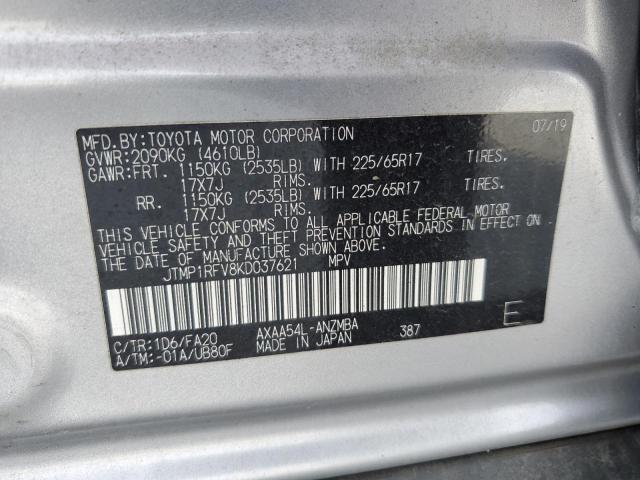 MFD.BY:TOYOTA MOTOR CORPORATION 07/19
GVWR:2090KG (4610LB)
GAWR:FRT. 1150KG (2535LB) WITH 225/65R17 TIRES.
17X7J RIMS.
RR. 1150KG (2535LB) WITH 225/65R17 TIRES.
17X7J RIMS.
THIS VEHICLE CONFORMS TO ALL APPLICABLE FEDERAL MOTOR
VEHICLE SAFETY AND THEFT PREVENTION STANDARDS IN EFFECT ON
THE DATE OF MANUFACTURE SHOWN ABOVE.
JTMP1RFV8KD037621 MPV
C/TR:1D6/FA20 AXAA54L-ANZMBA 387 E
A/TM:-01A/UB80F MADE IN JAPAN